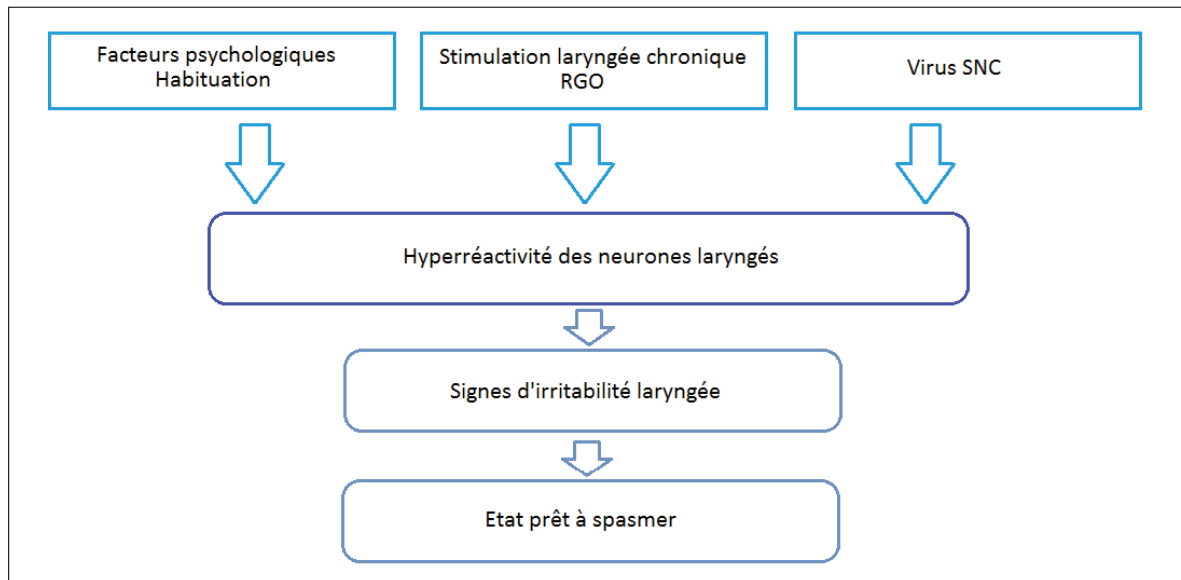 Facteurs psychologiques
Habituation
Stimulation laryngée chronique
RGO
Virus SNC
Hyperréactivité des neurones laryngés
Signes d'irritabilité laryngée
Etat prêt à spasmer